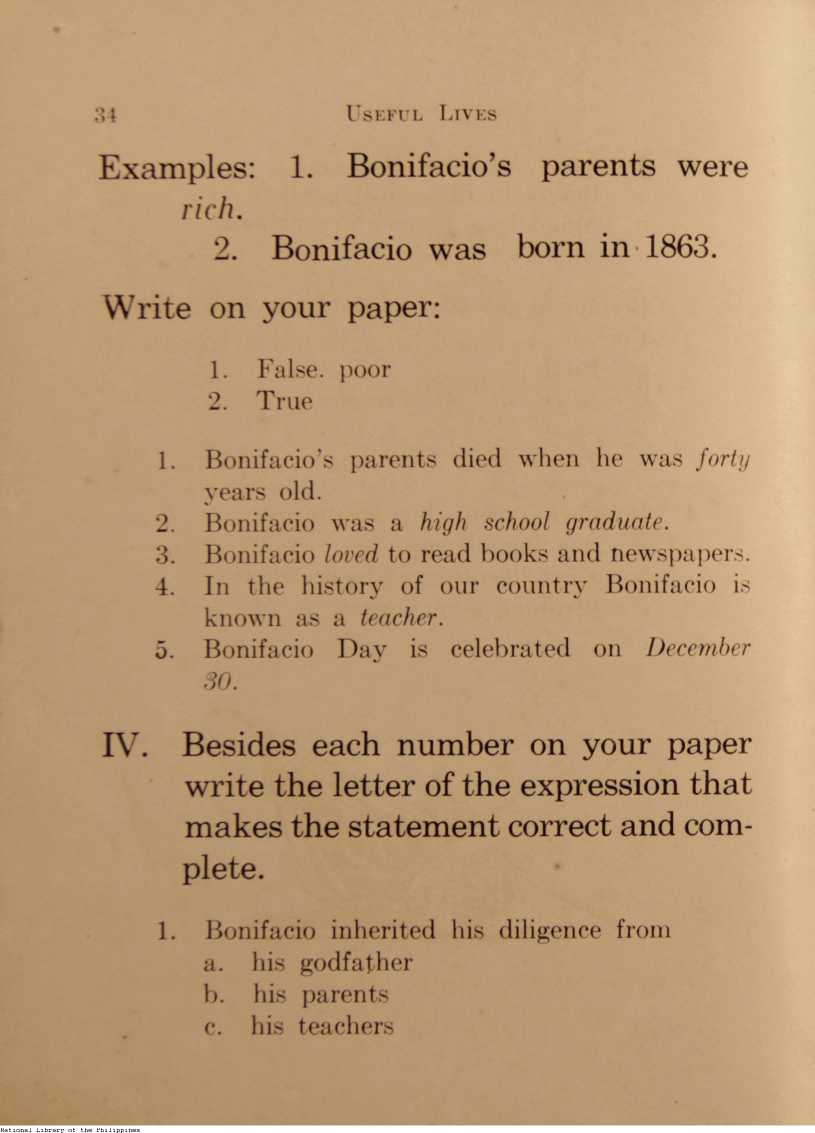 34 USEFUL LIVES
Examples: 1. Bonifacio's parents were
rich.
2. Bonifacio was born in 1863.
Write on your paper:
1. False. poor
2. True
1. Bonifacio's parents died when he was forty
years old.
2. Bonifacio was a high school graduate.
3. Bonifacio loved to read books and newspapers.
4. In the history of our country Bonifacio is
known as a teacher.
5. Bonifacio Day is celebrated on December
30.
IV. Besides each number on your paper
write the letter of the expression that
makes the statement correct and com-
plete.
1. Bonifacio inherited his diligence from
a. his godfather
b. his parents
c. his teachers
National Library of the Philippines